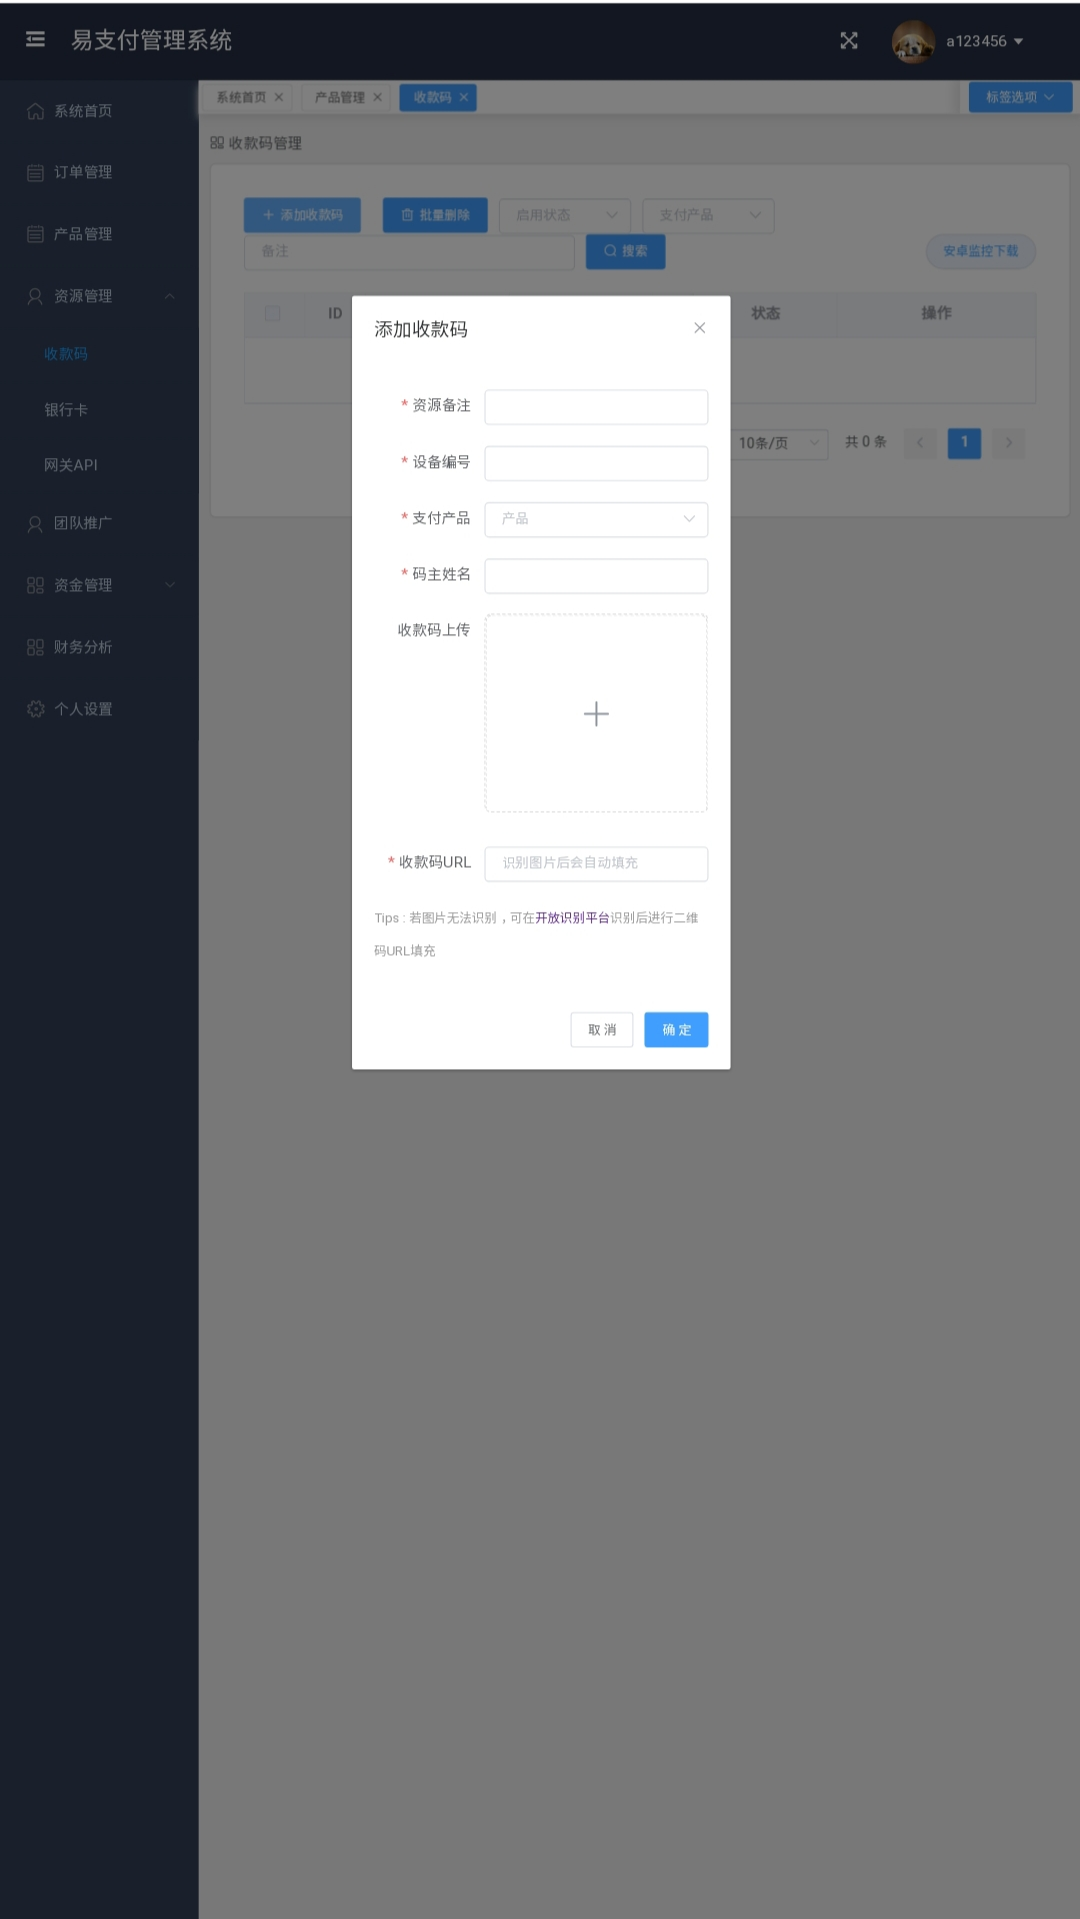 易支付管理系统
a123456
系统首页
产品管理
收款码
标签选项
系统首页
订单管理
产品管理
资源管理
收款码
银行卡
网关API
团队推广
资金管理
财务分析
个人设置
收款码管理
添加收款码
批量删除
启用状态
支付产品
备注
搜索
安卓监控下载
ID
状态
操作
10条/页
共 0 条
1
添加收款码
* 资源备注
* 设备编号
* 支付产品
产品
* 码主姓名
收款码上传
* 收款码URL
识别图片后会自动填充
Tips : 若图片无法识别，可在开放识别平台识别后进行二维
码URL填充
取 消
确 定